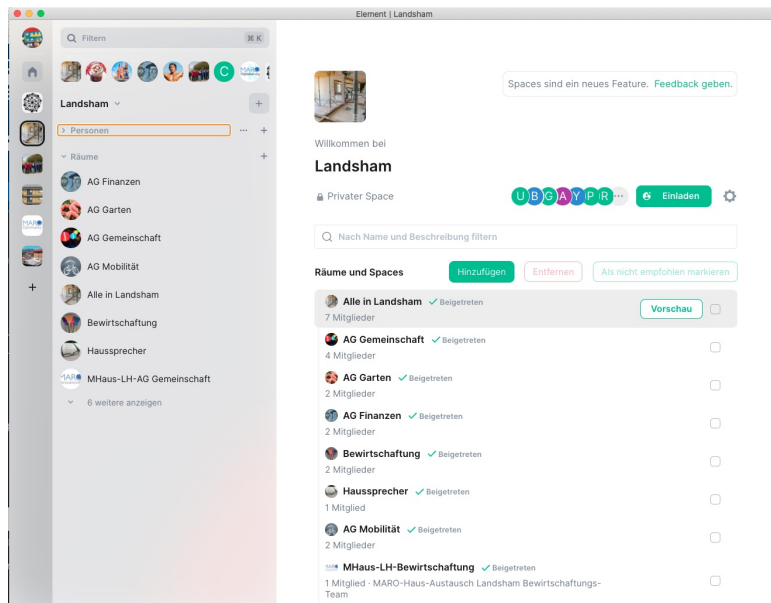 Element | Landsham
Filtern
⌘ K
C
MARO
Landsham
+
Personen
... +
Räume
+
AG Finanzen
AG Garten
AG Gemeinschaft
AG Mobilität
Alle in Landsham
Bewirtschaftung
Haussprecher
MARO MHaus-LH-AG Gemeinschaft
6 weitere anzeigen
MARO
+
Spaces sind ein neues Feature. Feedback geben.
Willkommen bei
Landsham
Privater Space
U B G A Y P R ... Einladen
Nach Name und Beschreibung filtern
Räume und Spaces Hinzufügen Entfernen Als nicht empfohlen markieren
Alle in Landsham ✓ Beigetreten
7 Mitglieder
Vorschau
AG Gemeinschaft ✓ Beigetreten
4 Mitglieder
AG Garten ✓ Beigetreten
2 Mitglieder
AG Finanzen ✓ Beigetreten
2 Mitglieder
Bewirtschaftung ✓ Beigetreten
2 Mitglieder
Haussprecher ✓ Beigetreten
1 Mitglied
AG Mobilität ✓ Beigetreten
2 Mitglieder
MHaus-LH-Bewirtschaftung ✓ Beigetreten
1 Mitglied · MARO-Haus-Austausch Landsham Bewirtschaftungs-
Team